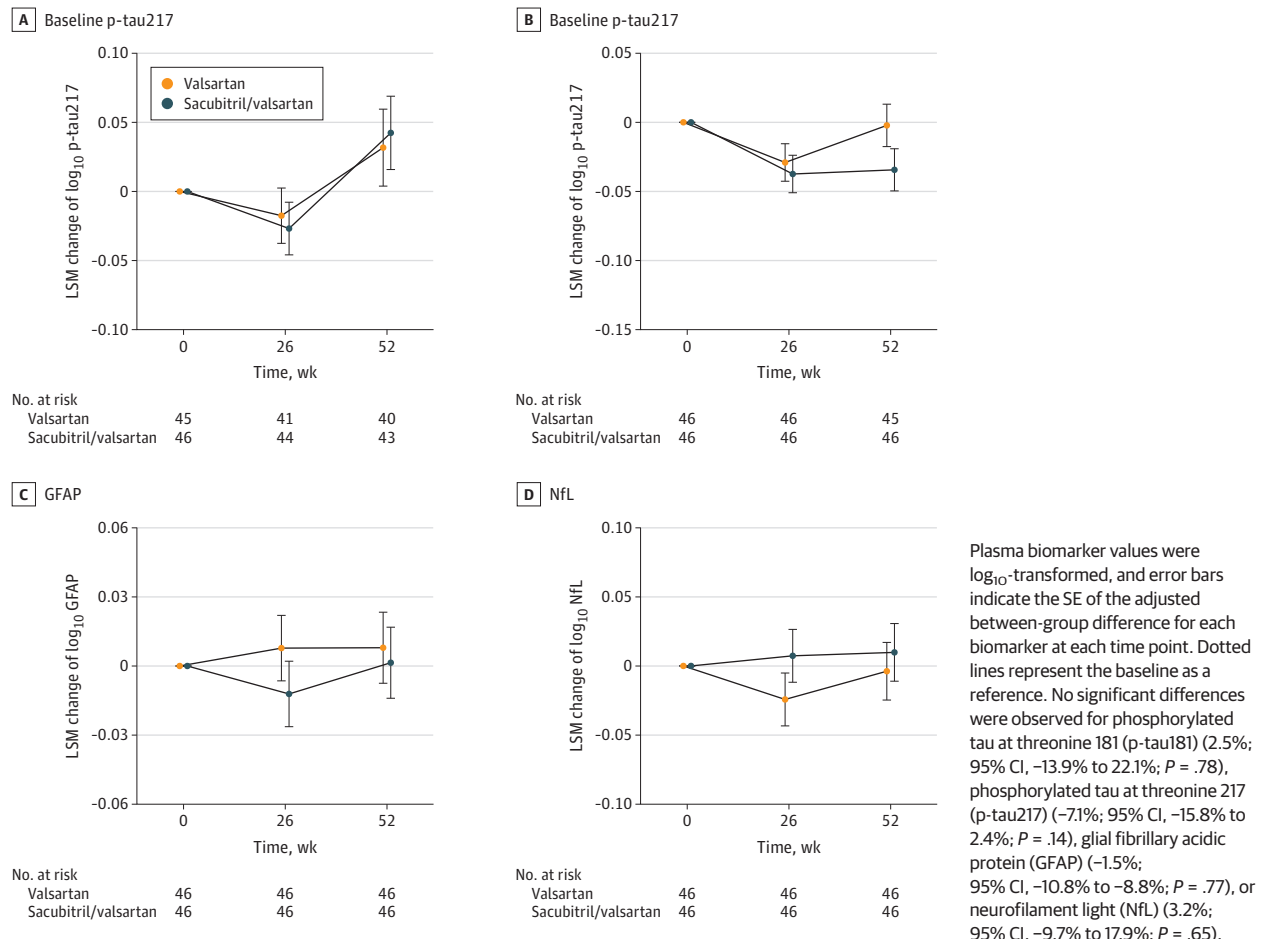 A Baseline p-tau217
0.10
0.05
0
-0.05
-0.10
LSM change of log10 p-tau217
Valsartan
Sacubitril/valsartan
0 26 52
Time, wk
No. at risk
Valsartan 45 41 40
Sacubitril/valsartan 46 44 43
B Baseline p-tau217
0.05
0
-0.05
-0.10
-0.15
LSM change of log10 p-tau217
0 26 52
Time, wk
No. at risk
Valsartan 46 46 45
Sacubitril/valsartan 46 46 46
C GFAP
0.06
0.03
0
-0.03
-0.06
LSM change of log10 GFAP
0 26 52
Time, wk
No. at risk
Valsartan 46 46 46
Sacubitril/valsartan 46 46 46
D NfL
0.10
0.05
0
-0.05
-0.10
LSM change of log10 NfL
0 26 52
Time, wk
No. at risk
Valsartan 46 46 46
Sacubitril/valsartan 46 46 46
Plasma biomarker values were
log10-transformed, and error bars
indicate the SE of the adjusted
between-group difference for each
biomarker at each time point. Dotted
lines represent the baseline as a
reference. No significant differences
were observed for phosphorylated
tau at threonine 181 (p-tau181) (2.5%;
95% CI, −13.9% to 22.1%; P = .78),
phosphorylated tau at threonine 217
(p-tau217) (−7.1%; 95% CI, −15.8% to
2.4%; P = .14), glial fibrillary acidic
protein (GFAP) (−1.5%;
95% CI, −10.8% to −8.8%; P = .77), or
neurofilament light (NfL) (3.2%;
95% CI, −9.7% to 17.9%; P = .65).